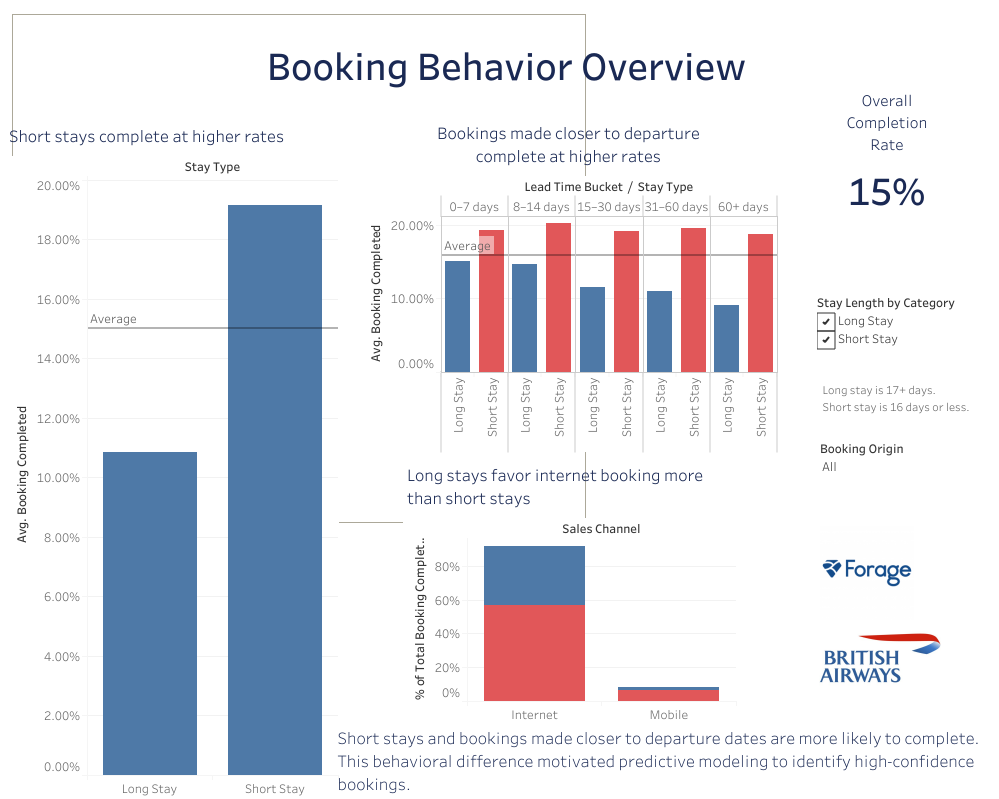 Booking Behavior Overview
Short stays complete at higher rates
Stay Type
Avg. Booking Completed
20.00%
18.00%
16.00%
Average
14.00%
12.00%
10.00%
8.00%
6.00%
4.00%
2.00%
0.00%
Long Stay
Short Stay
Bookings made closer to departure
complete at higher rates
Lead Time Bucket / Stay Type
0–7 days
8–14 days
15–30 days
31–60 days
60+ days
Avg. Booking Completed
20.00%
Average
10.00%
0.00%
Long Stay
Short Stay
Long Stay
Short Stay
Long Stay
Short Stay
Long Stay
Short Stay
Long Stay
Short Stay
Long stays favor internet booking more
than short stays
Sales Channel
% of Total Booking Complet..
80%
60%
40%
20%
0%
Internet
Mobile
Overall
Completion
Rate
15%
Stay Length by Category
Long Stay
Short Stay
Long stay is 17+ days.
Short stay is 16 days or less.
Booking Origin
All
Forage
BRITISH
AIRWAYS
Short stays and bookings made closer to departure dates are more likely to complete.
This behavioral difference motivated predictive modeling to identify high-confidence
bookings.